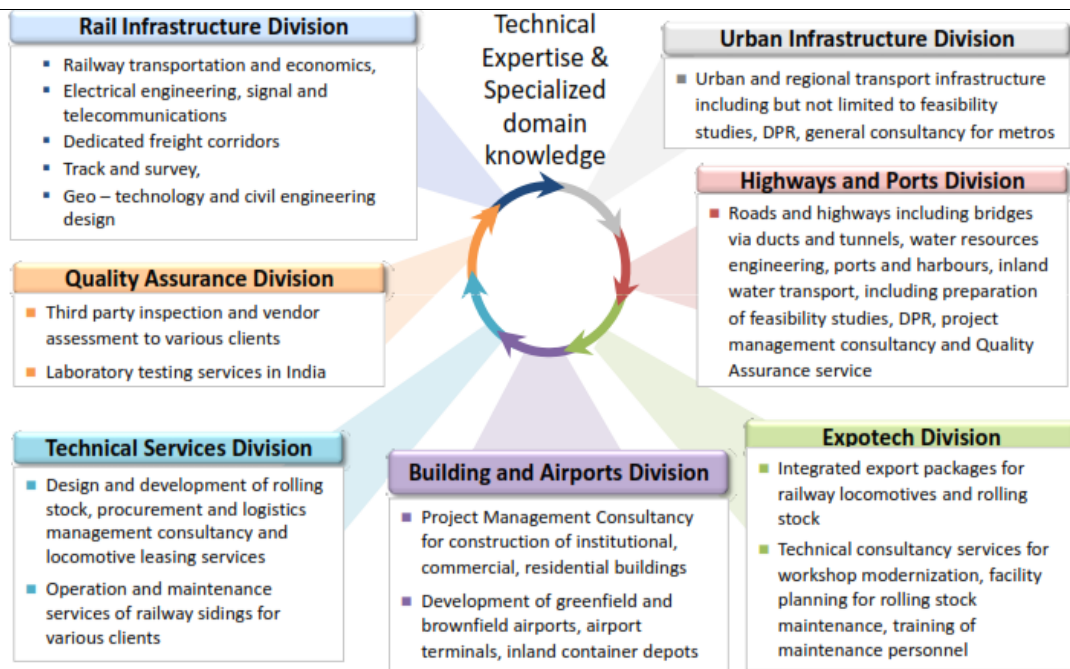 Rail Infrastructure Division
Railway transportation and economics,
Electrical engineering, signal and
telecommunications
Dedicated freight corridors
Track and survey,
Geo – technology and civil engineering
design
Technical
Expertise &
Specialized
domain
knowledge
Urban Infrastructure Division
Urban and regional transport infrastructure
including but not limited to feasibility
studies, DPR, general consultancy for metros
Highways and Ports Division
Roads and highways including bridges
via ducts and tunnels, water resources
engineering, ports and harbours, inland
water transport, including preparation
of feasibility studies, DPR, project
management consultancy and Quality
Assurance service
Quality Assurance Division
Third party inspection and vendor
assessment to various clients
Laboratory testing services in India
Technical Services Division
Design and development of rolling
stock, procurement and logistics
management consultancy and
locomotive leasing services
Operation and maintenance
services of railway sidings for
various clients
Building and Airports Division
Project Management Consultancy
for construction of institutional,
commercial, residential buildings
Development of greenfield and
brownfield airports, airport
terminals, inland container depots
Expotech Division
Integrated export packages for
railway locomotives and rolling
stock
Technical consultancy services for
workshop modernization, facility
planning for rolling stock
maintenance, training of
maintenance personnel